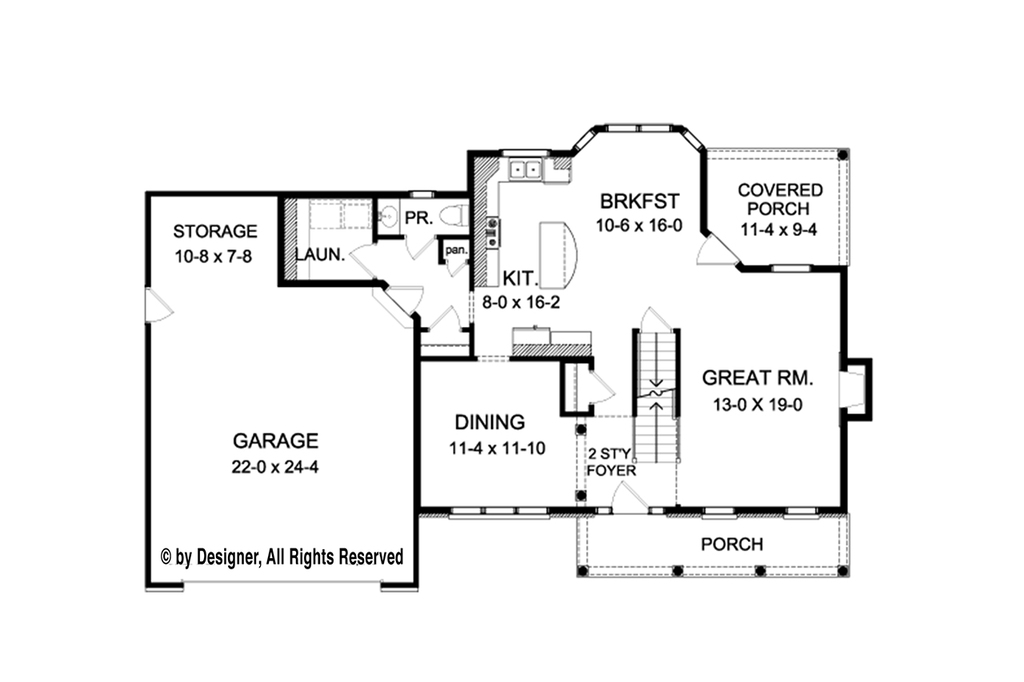 BRKFST
10-6 x 16-0
COVERED
PORCH
11-4 x 9-4
STORAGE
10-8 x 7-8
LAUN.
PR.
pan.
KIT.
8-0 x 16-2
GREAT RM.
13-0 X 19-0
DINING
11-4 x 11-10
GARAGE
22-0 x 24-4
2 ST'Y
FOYER
PORCH
© by Designer, All Rights Reserved